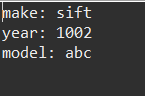 make: sift
year: 1002
model: abc